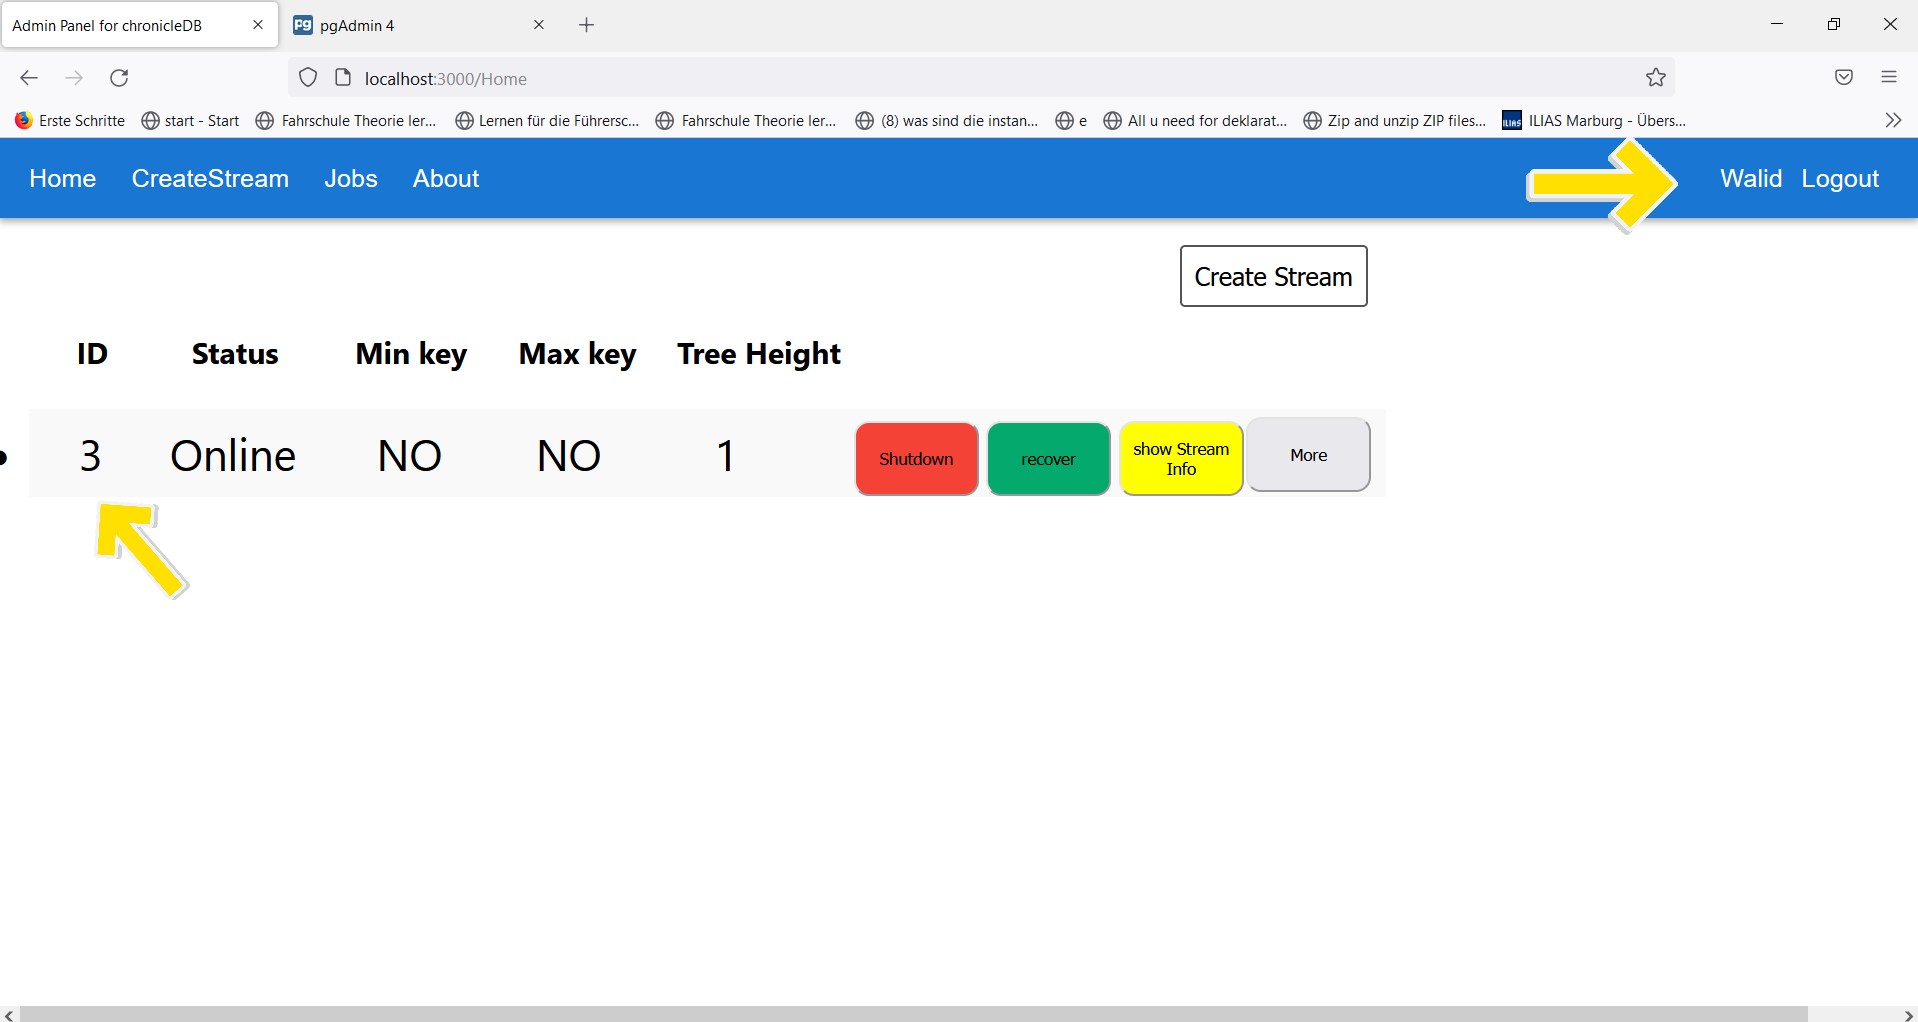 Admin Panel for chronicleDB
pgAdmin 4
localhost:3000/Home
Erste Schritte start - Start Fahrschule Theorie ler... Lernen für die Führersc... Fahrschule Theorie ler... (8) was sind die instan... e All u need for deklarat... Zip and unzip ZIP files... ILIAS Marburg - Übers...
Home CreateStream Jobs About Walid Logout
Create Stream
ID Status Min key Max key Tree Height
3 Online NO NO 1 Shutdown recover show Stream Info More